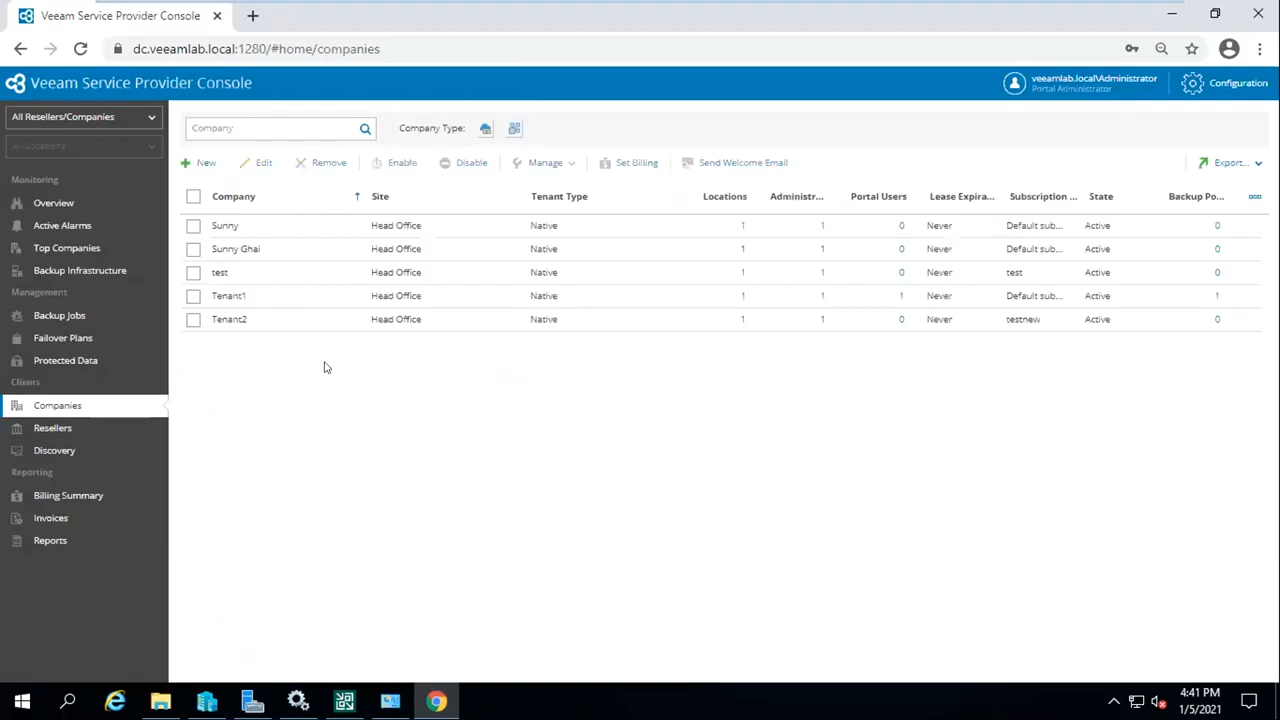 Veeam Service Provider Console
dc.veeamlab.local:1280/#home/companies
Veeam Service Provider Console
veeamlab.local\Administrator
Portal Administrator
Configuration
All Resellers/Companies
All Locations
Monitoring
Overview
Active Alarms
Top Companies
Backup Infrastructure
Management
Backup Jobs
Failover Plans
Protected Data
Clients
Companies
Resellers
Discovery
Reporting
Billing Summary
Invoices
Reports
Company Company Type:
New Edit Remove Enable Disable Manage Set Billing Send Welcome Email Export...
Company Site Tenant Type Locations Administr... Portal Users Lease Expira... Subscription ... State Backup Po...
Sunny Head Office Native 1 1 0 Never Default sub... Active 0
Sunny Ghai Head Office Native 1 1 0 Never Default sub... Active 0
test Head Office Native 1 1 0 Never test Active 0
Tenant1 Head Office Native 1 1 1 Never Default sub... Active 1
Tenant2 Head Office Native 1 1 0 Never testnew Active 0
4:41 PM
1/5/2021